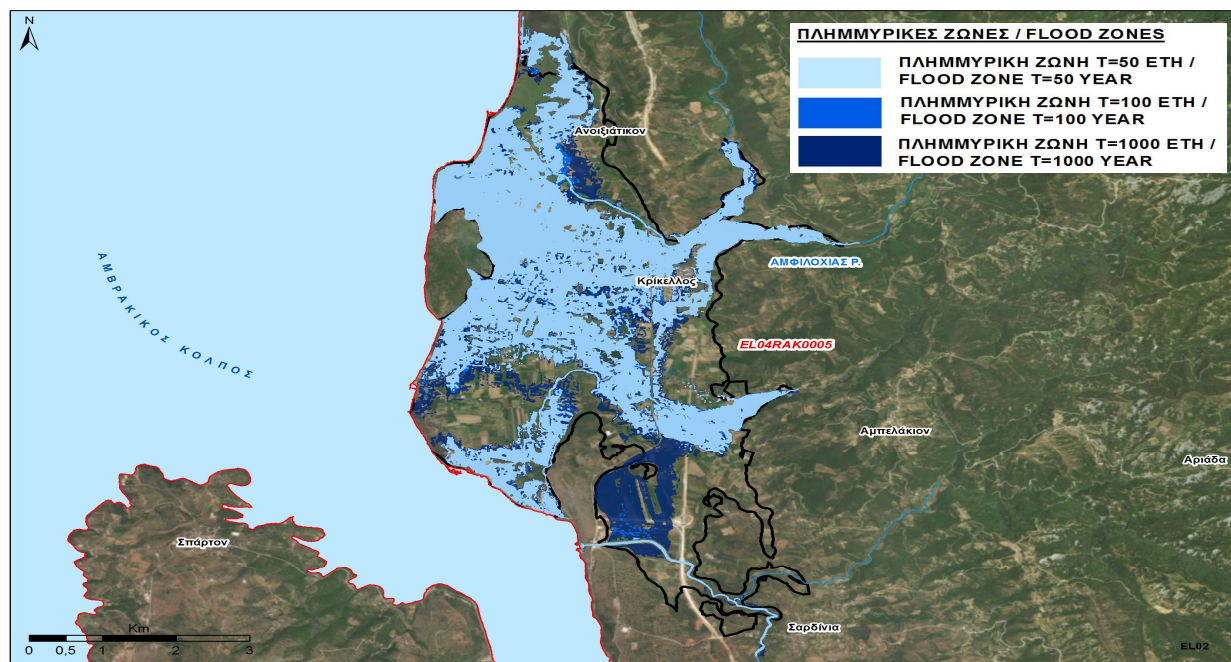 N
ΠΛΗΜΜΥΡΙΚΕΣ ΖΩΝΕΣ / FLOOD ZONES
ΠΛΗΜΜΥΡΙΚΗ ΖΩΝΗ T=50 ΕΤΗ /
FLOOD ZONE T=50 YEAR
ΠΛΗΜΜΥΡΙΚΗ ΖΩΝΗ T=100 ΕΤΗ /
FLOOD ZONE T=100 YEAR
ΠΛΗΜΜΥΡΙΚΗ ΖΩΝΗ T=1000 ΕΤΗ /
FLOOD ZONE T=1000 YEAR
Ανοιξιάτικον
ΑΜΦΙΛΟΧΙΑΣ Ρ.
Κρίκελλος
ΑΜΒΡΑΚΙΚΟΣ ΚΟΛΠΟΣ
EL04RAK0005
Αμπελάκιον
Αριάδα
Σπάρτον
Σαρδίνια
Km
0 0,5 1 2 3
EL02